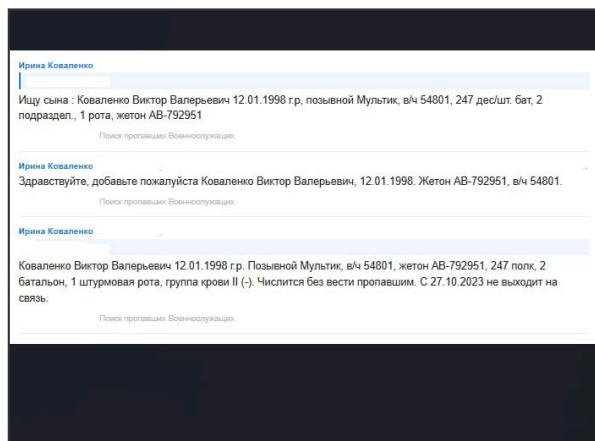 Ирина Коваленко
Ищу сына : Коваленко Виктор Валерьевич 12.01.1998 г.р, позывной Мультик, в/ч 54801, 247 дес/шт. бат, 2
подраздел., 1 рота, жетон АВ-792951
Поиск пропавших Военнослужащих
Ирина Коваленко
Здравствуйте, добавьте пожалуйста Коваленко Виктор Валерьевич, 12.01.1998. Жетон АВ-792951, в/ч 54801.
Поиск пропавших Военнослужащих
Ирина Коваленко
Коваленко Виктор Валерьевич 12.01.1998 г.р. Позывной Мультик, в/ч 54801, жетон АВ-792951, 247 полк, 2
батальон, 1 штурмовая рота, группа крови II (-). Числится без вести пропавшим. С 27.10.2023 не выходит на
связь.
Поиск пропавших Военнослужащих